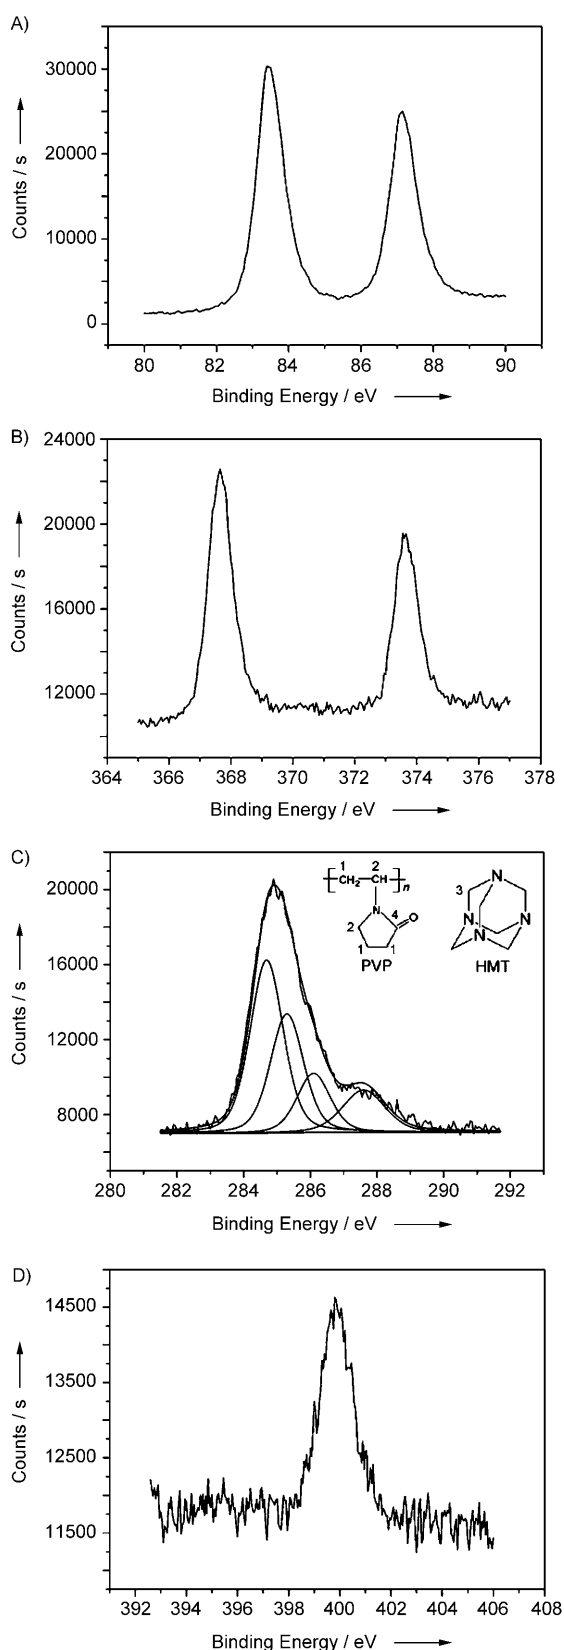 A)
30000
20000
10000
0
Counts / s
80 82 84 86 88 90
Binding Energy / eV
B)
24000
20000
16000
12000
Counts / s
364 366 368 370 372 374 376 378
Binding Energy / eV
C)
20000
16000
12000
8000
Counts / s
1 2
CH2 CH n
N 4 O
2
1 1
PVP
N
3
N N
N
HMT
280 282 284 286 288 290 292
Binding Energy / eV
D)
14500
13500
12500
11500
Counts / s
392 394 396 398 400 402 404 406 408
Binding Energy / eV